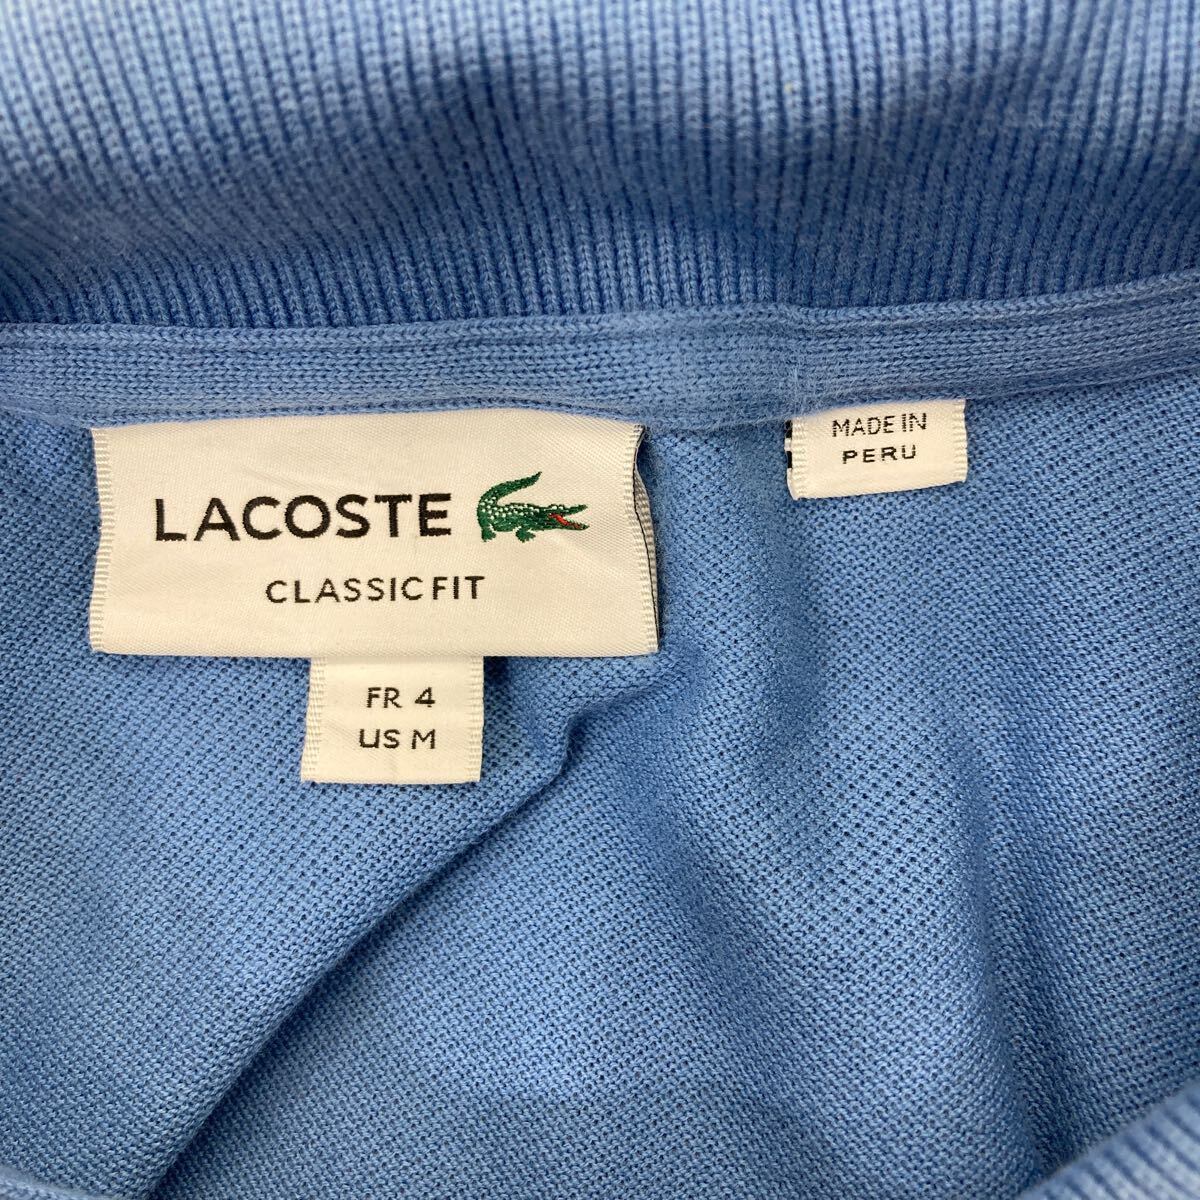 LACOSTE
CLASSIC FIT
FR 4
US M
MADE IN
PERU